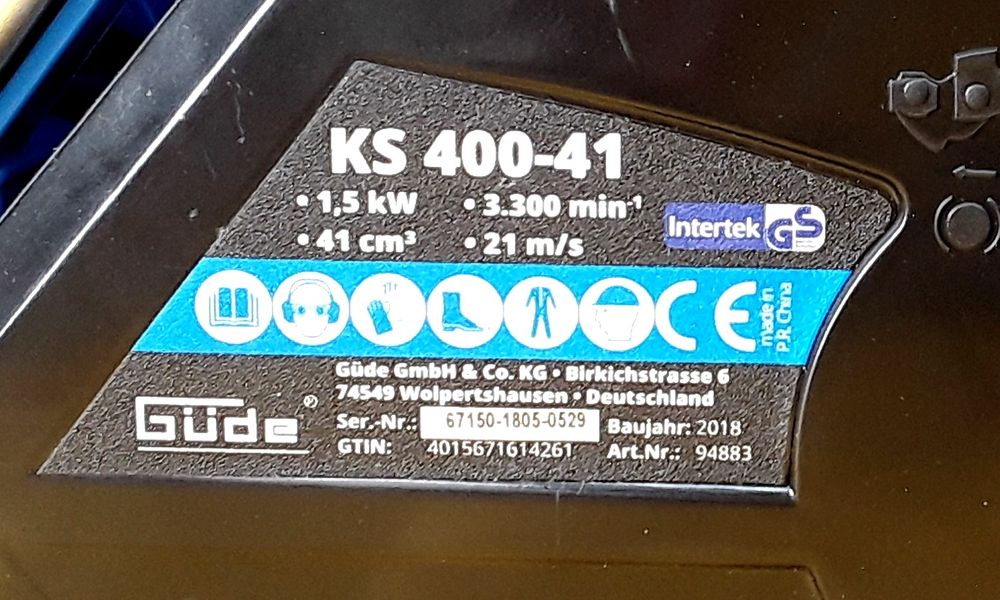 KS 400-41
• 1,5 kW • 3.300 min-¹
• 41 cm³ • 21 m/s
Intertek GS
CE
made in
P.R. China
Güde GmbH & Co. KG • Birkichstrasse 6
74549 Wolpertshausen • Deutschland
Güde®
Ser.-Nr.: 67150-1805-0529 Baujahr: 2018
GTIN: 4015671614261 Art.Nr.: 94883